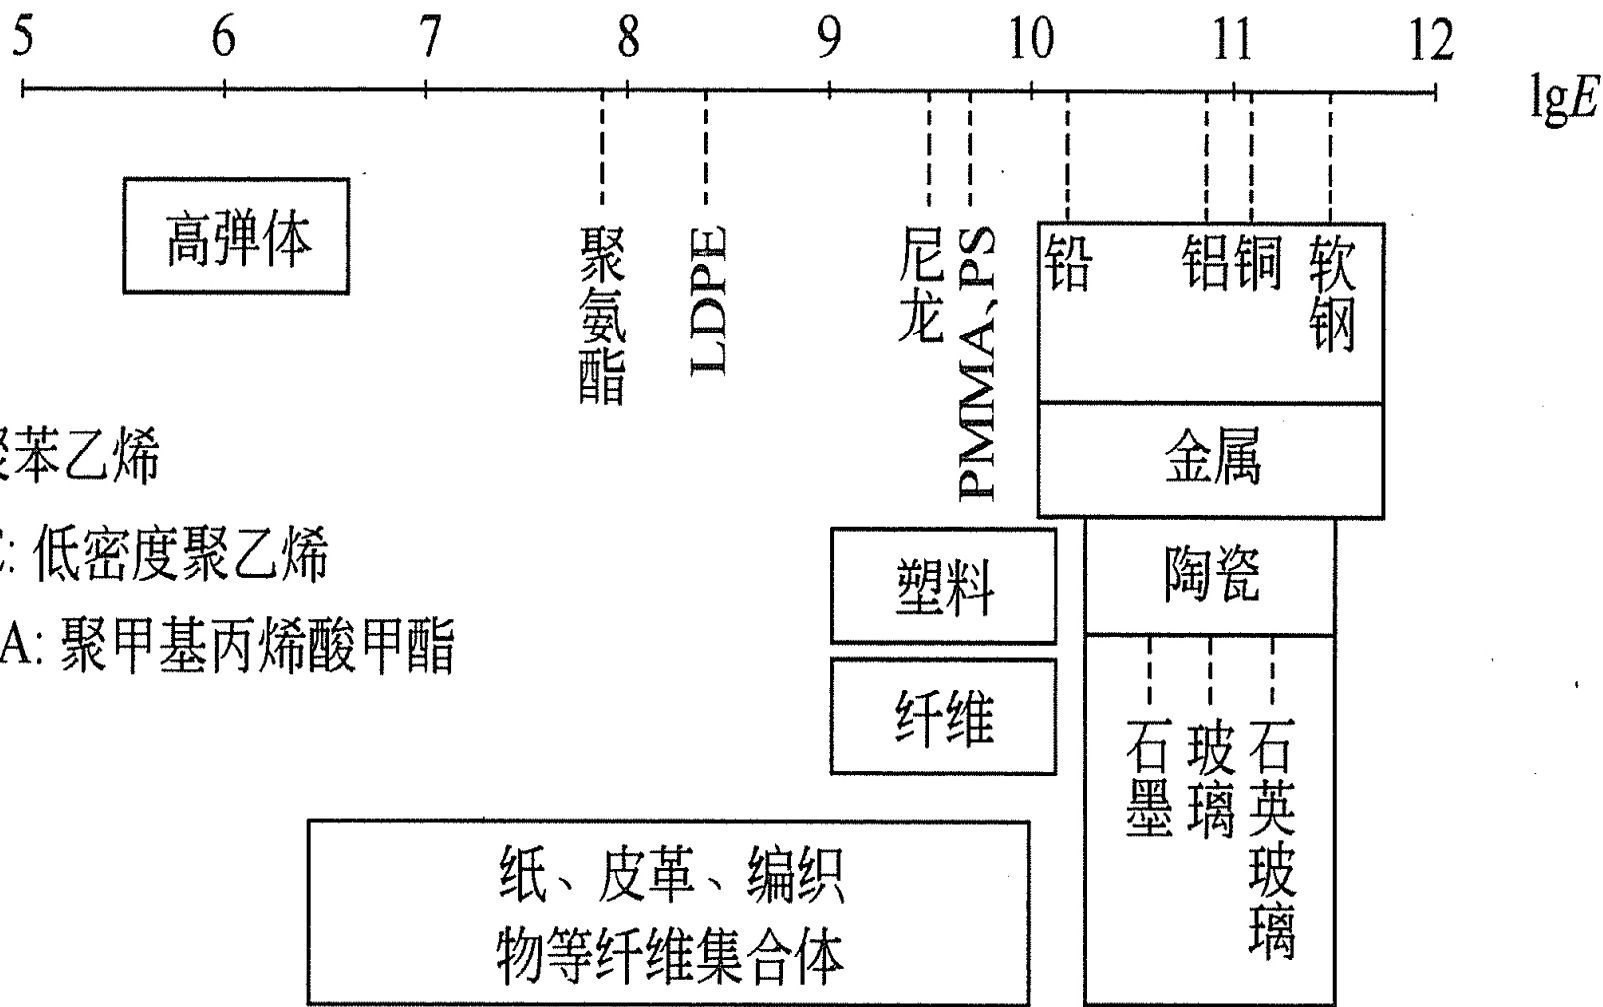 5 6 7 8 9 10 11 12
lgE
高弹体
聚氨酯
LDPE
尼龙
PMMA、PS
铅
铝
铜
软钢
金属
聚苯乙烯
: 低密度聚乙烯
A: 聚甲基丙烯酸甲酯
塑料
陶瓷
纤维
石墨
玻璃
石英玻璃
纸、皮革、编织
物等纤维集合体